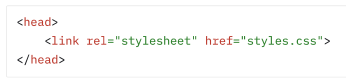 <head>
    <link rel="stylesheet" href="styles.css">
</head>